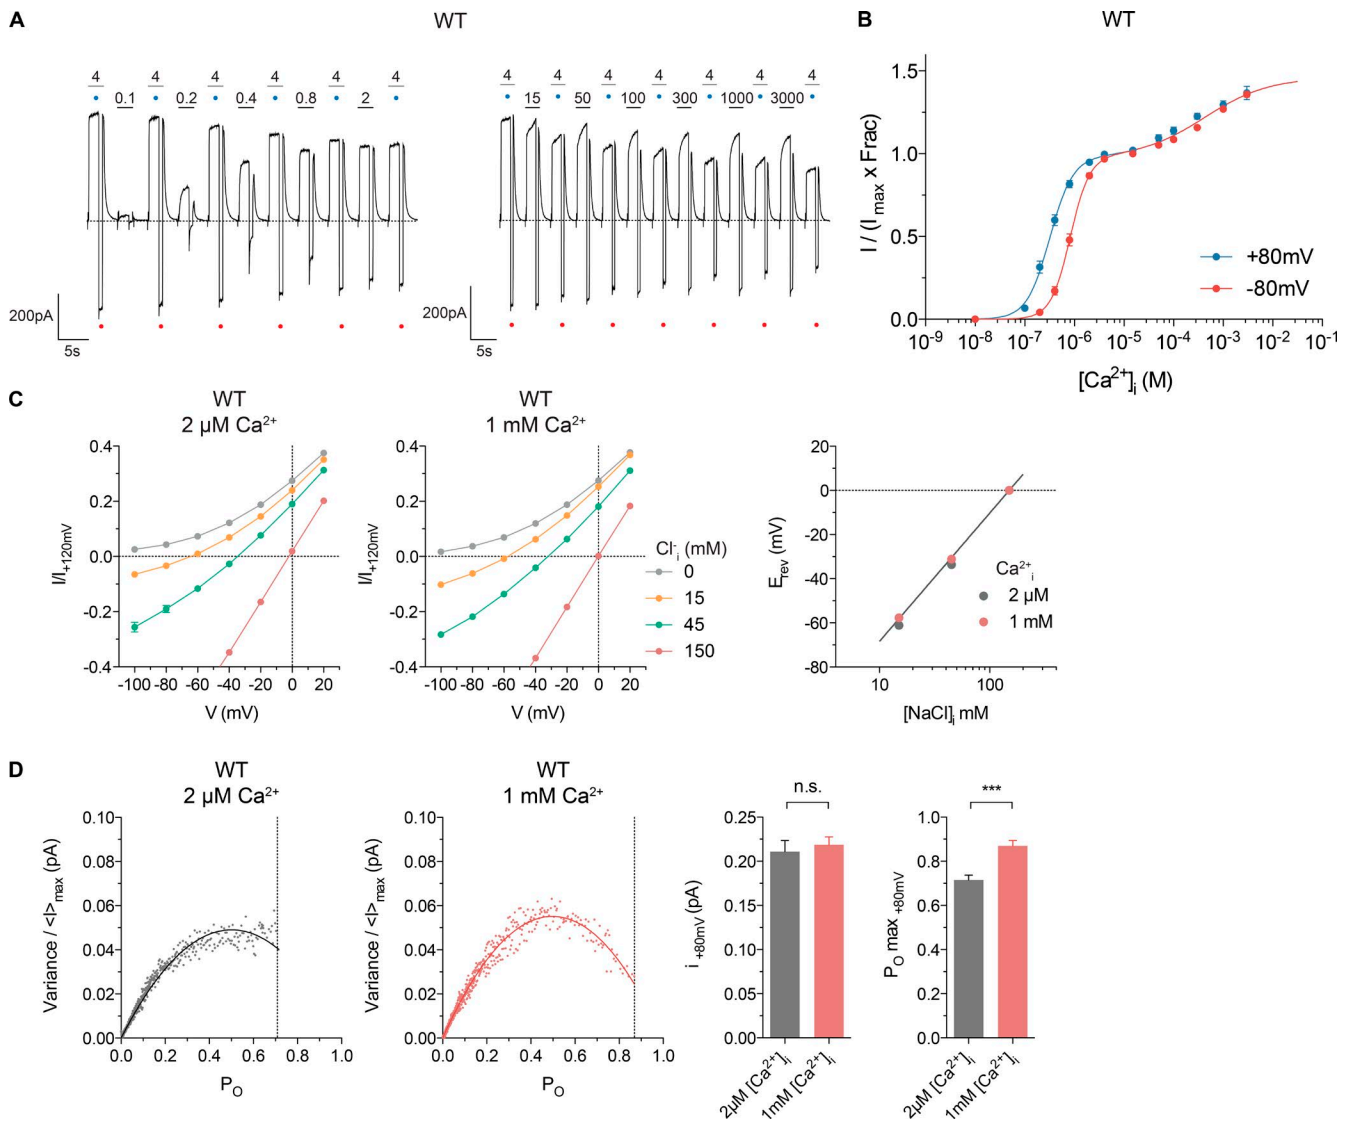 A
WT
4 4 4 4 4 4
0.1 0.2 0.4 0.8 2
200pA
5s
4 4 4 4 4 4 4
15 50 100 300 1000 3000
200pA
5s
B
WT
I / (Imax x Frac)
1.5
1.0
0.5
0.0
+80mV
-80mV
10-9 10-8 10-7 10-6 10-5 10-4 10-3 10-2 10-1
[Ca2+]i (M)
C
WT
2 µM Ca2+
I/I+120mV
0.4
0.2
0.0
-0.2
-0.4
-100 -80 -60 -40 -20 0 20
V (mV)
WT
1 mM Ca2+
I/I+120mV
0.4
0.2
0.0
-0.2
-0.4
-100 -80 -60 -40 -20 0 20
V (mV)
Cl-i (mM)
0
15
45
150
Erev (mV)
20
0
-20
-40
-60
-80
Ca2+i
2 µM
1 mM
10 100
[NaCl]i mM
D
WT
2 µM Ca2+
Variance / <I>max (pA)
0.10
0.08
0.06
0.04
0.02
0.00
0.0 0.2 0.4 0.6 0.8 1.0
PO
WT
1 mM Ca2+
Variance / <I>max (pA)
0.10
0.08
0.06
0.04
0.02
0.00
0.0 0.2 0.4 0.6 0.8 1.0
PO
n.s.
i +80mV (pA)
0.25
0.20
0.15
0.10
0.05
0.00
2µM [Ca2+]i
1mM [Ca2+]i
***
PO max +80mV
1.0
0.8
0.6
0.4
0.2
0.0
2µM [Ca2+]i
1mM [Ca2+]i